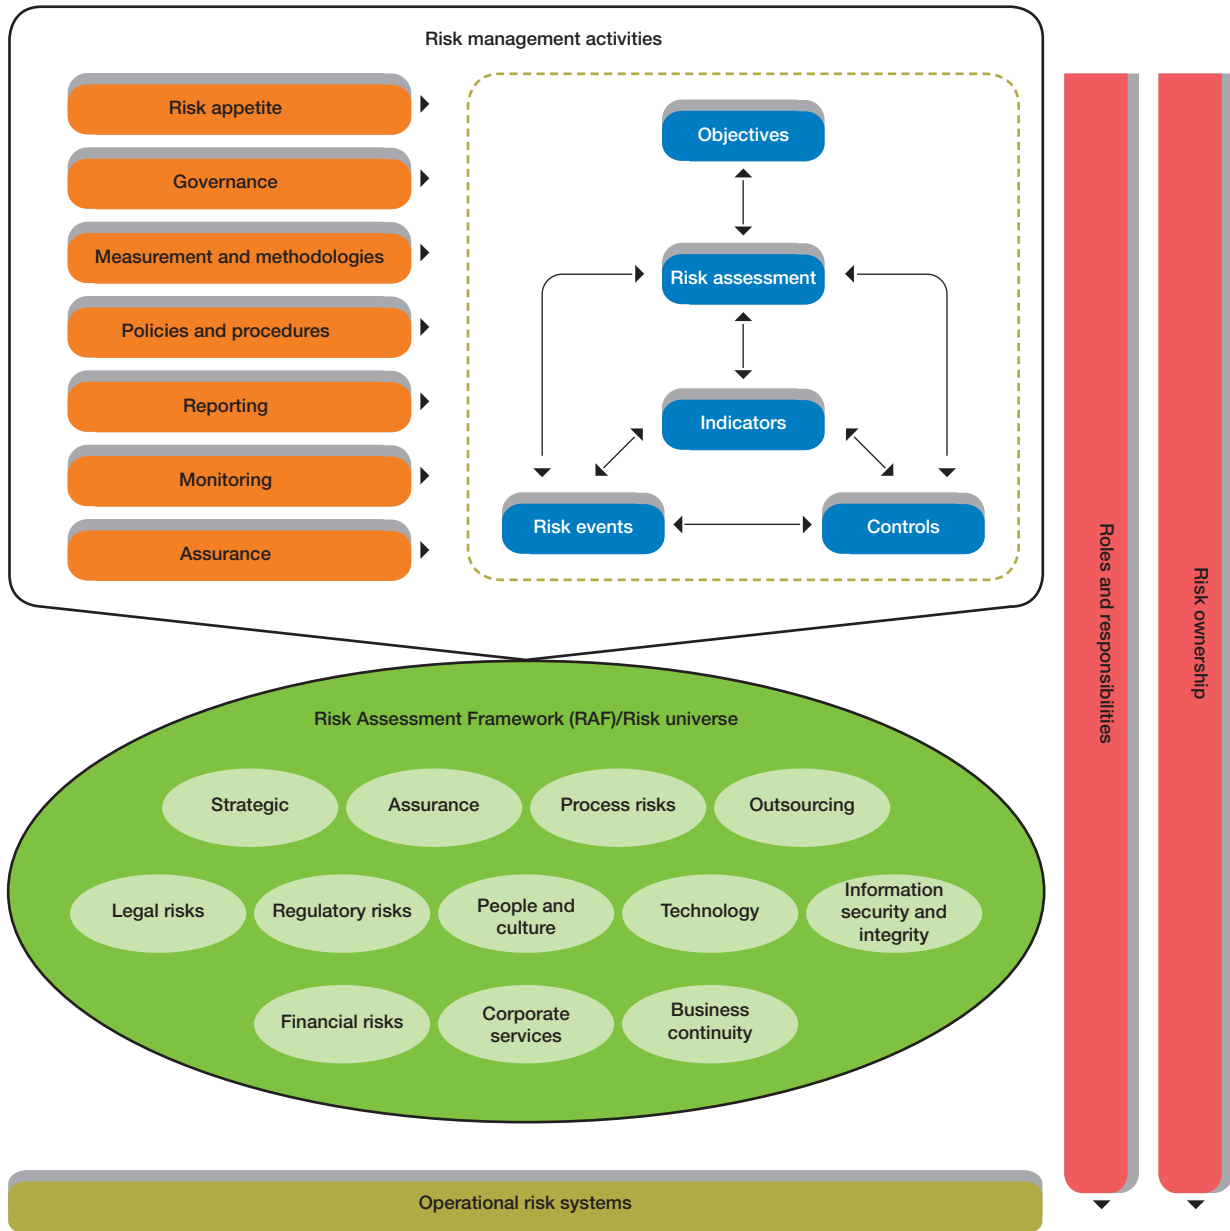 Risk management activities
Risk appetite
Governance
Measurement and methodologies
Policies and procedures
Reporting
Monitoring
Assurance
Objectives
Risk assessment
Indicators
Risk events
Controls
Roles and responsibilities
Risk ownership
Risk Assessment Framework (RAF)/Risk universe
Strategic
Assurance
Process risks
Outsourcing
Legal risks
Regulatory risks
People and
culture
Technology
Information
security and
integrity
Financial risks
Corporate
services
Business
continuity
Operational risk systems